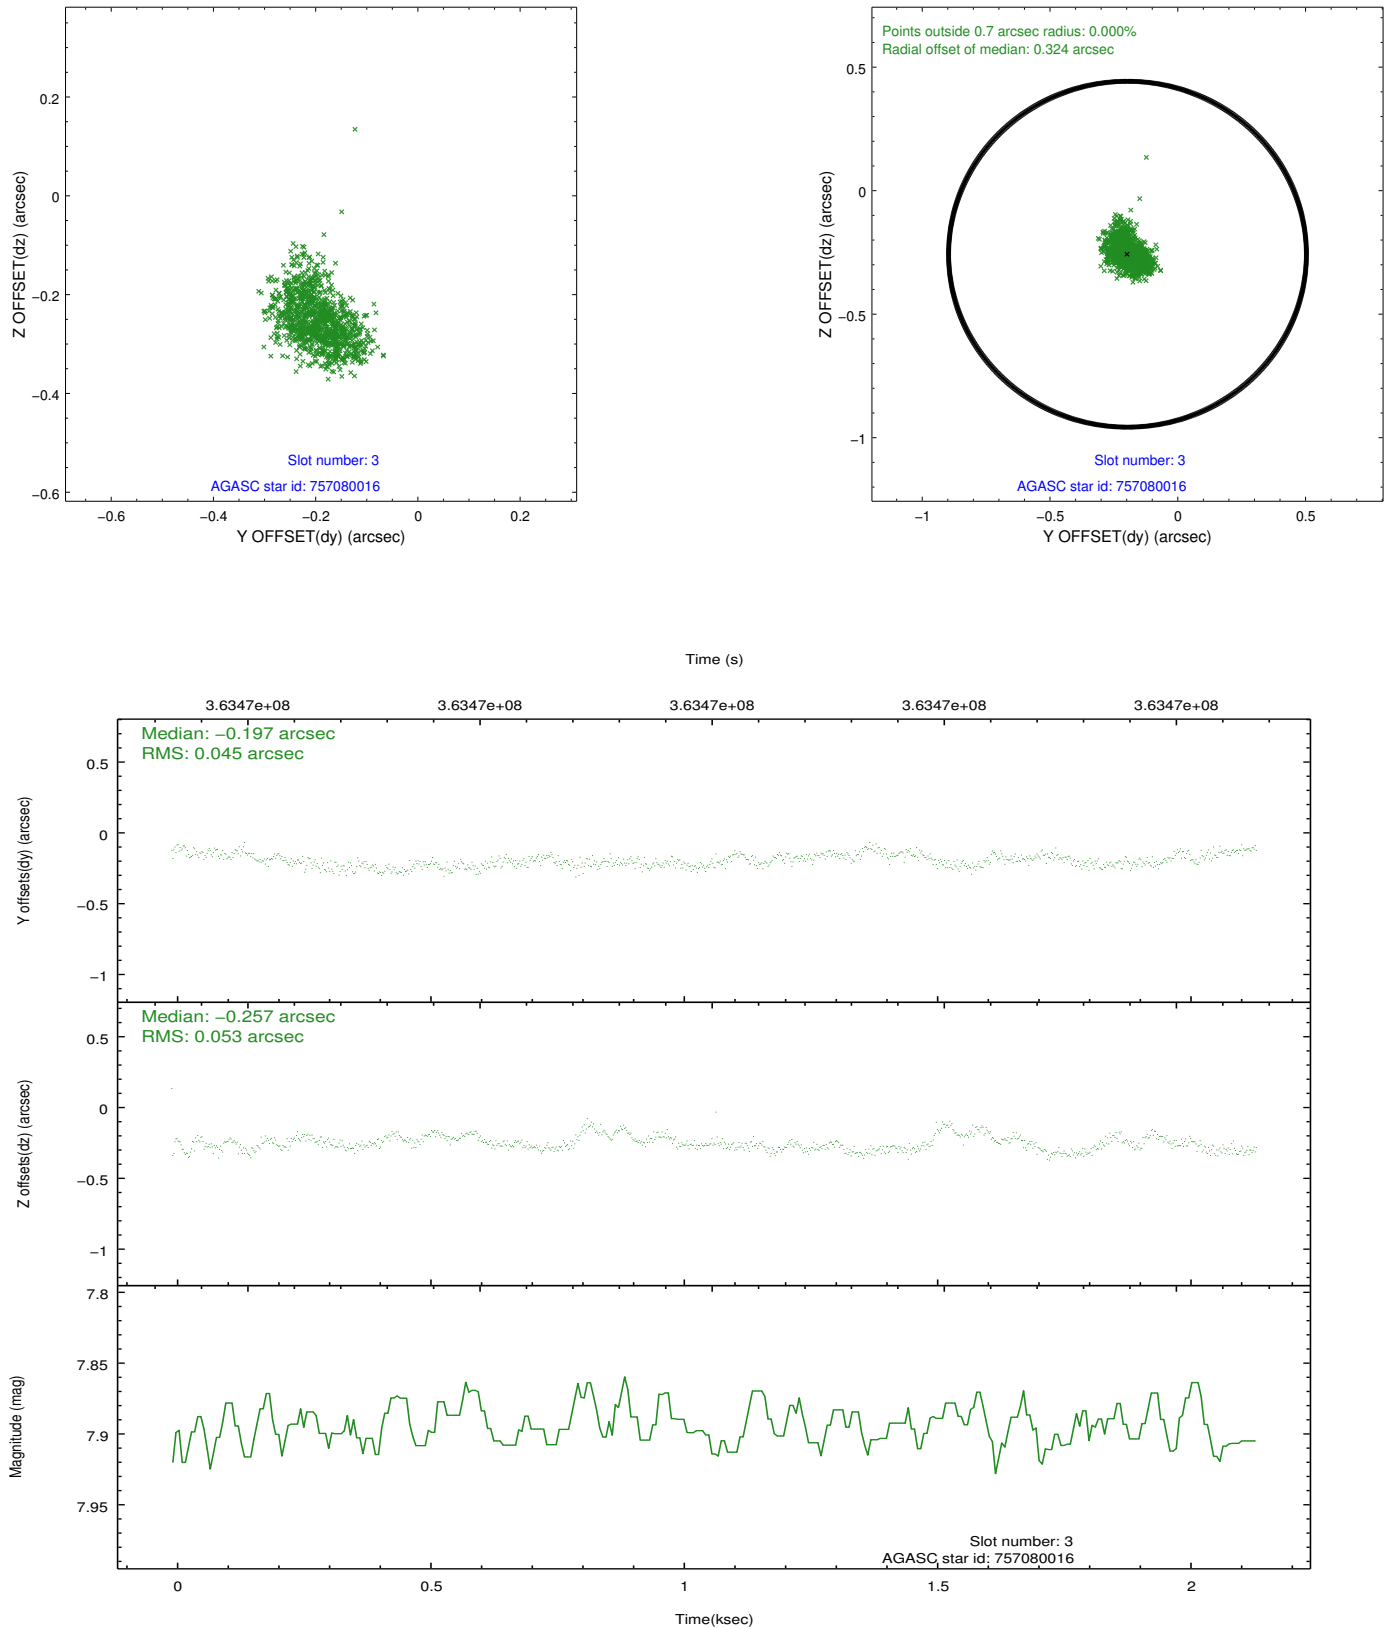 0.2
0
−0.2
−0.4
−0.6
Z OFFSET(dz) (arcsec)
Slot number: 3
AGASC star id: 757080016
−0.6
−0.4
−0.2
0
0.2
Y OFFSET(dy) (arcsec)
Points outside 0.7 arcsec radius: 0.000%
Radial offset of median: 0.324 arcsec
0.5
0
−0.5
−1
Z OFFSET(dz) (arcsec)
Slot number: 3
AGASC star id: 757080016
−1
−0.5
0
0.5
Y OFFSET(dy) (arcsec)
Time (s)
3.6347e+08
3.6347e+08
3.6347e+08
3.6347e+08
3.6347e+08
Median: −0.197 arcsec
RMS: 0.045 arcsec
0.5
0
−0.5
−1
Y offsets(dy) (arcsec)
Median: −0.257 arcsec
RMS: 0.053 arcsec
0.5
0
−0.5
−1
Z offsets(dz) (arcsec)
7.8
7.85
7.9
7.95
Magnitude (mag)
Slot number: 3
AGASC star id: 757080016
0
0.5
1
1.5
2
Time(ksec)